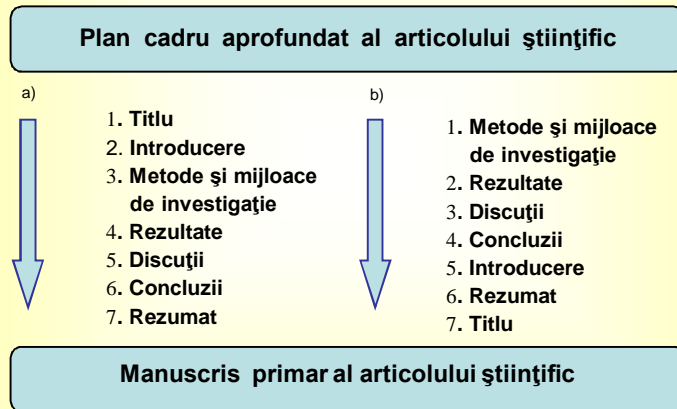 Plan cadru aprofundat al articolului ştiinţific
a)
1. Titlu
2. Introducere
3. Metode şi mijloace
de investigaţie
4. Rezultate
5. Discuţii
6. Concluzii
7. Rezumat
b)
1. Metode şi mijloace
de investigaţie
2. Rezultate
3. Discuţii
4. Concluzii
5. Introducere
6. Rezumat
7. Titlu
Manuscris primar al articolului ştiinţific